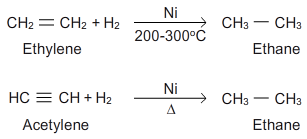 CH₂ = CH₂ + H₂ Ni 200-300°C CH₃ — CH₃
Ethylene Ethane
HC ≡ CH + H₂ Ni Δ CH₃ — CH₃
Acetylene Ethane